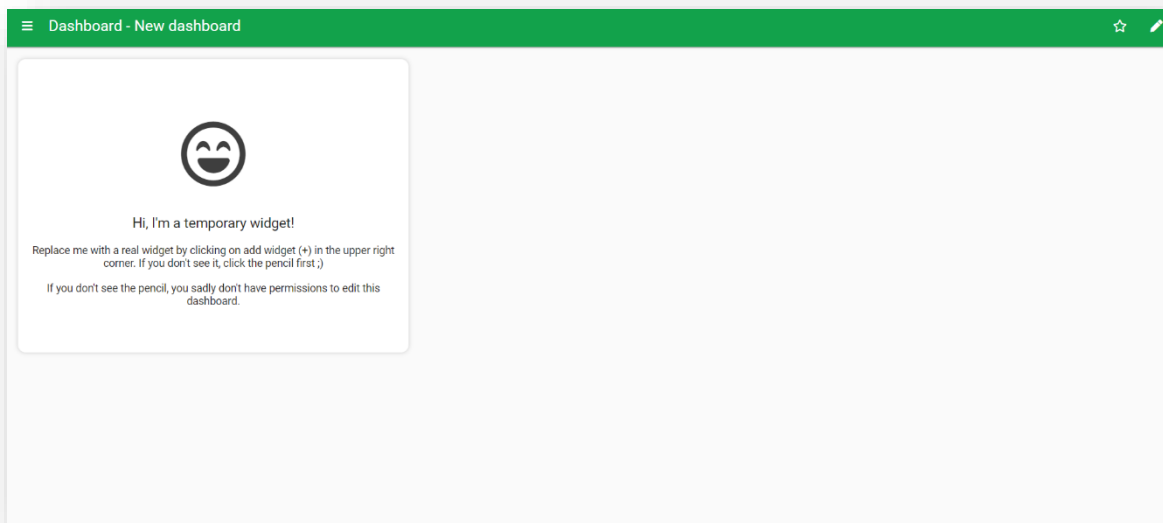 Dashboard - New dashboard
Hi, I'm a temporary widget!
Replace me with a real widget by clicking on add widget (+) in the upper right
corner. If you don't see it, click the pencil first ;)
If you don't see the pencil, you sadly don't have permissions to edit this
dashboard.